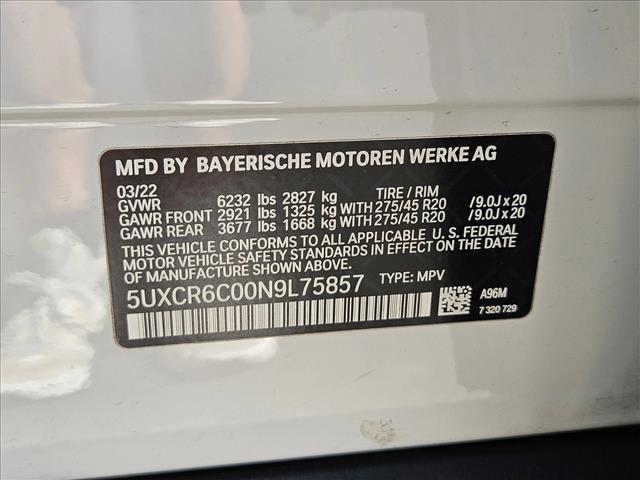 MFD BY BAYERISCHE MOTOREN WERKE AG
03/22 TIRE / RIM
GVWR 6232 lbs 2827 kg
GAWR FRONT 2921 lbs 1325 kg WITH 275/45 R20 /9.0J x 20
GAWR REAR 3677 lbs 1668 kg WITH 275/45 R20 /9.0J x 20
THIS VEHICLE CONFORMS TO ALL APPLICABLE U. S. FEDERAL
MOTOR VEHICLE SAFETY STANDARDS IN EFFECT ON THE
DATE OF MANUFACTURE SHOWN ABOVE.
5UXCR6C00N9L75857 TYPE: MPV
A96M
7 320 729